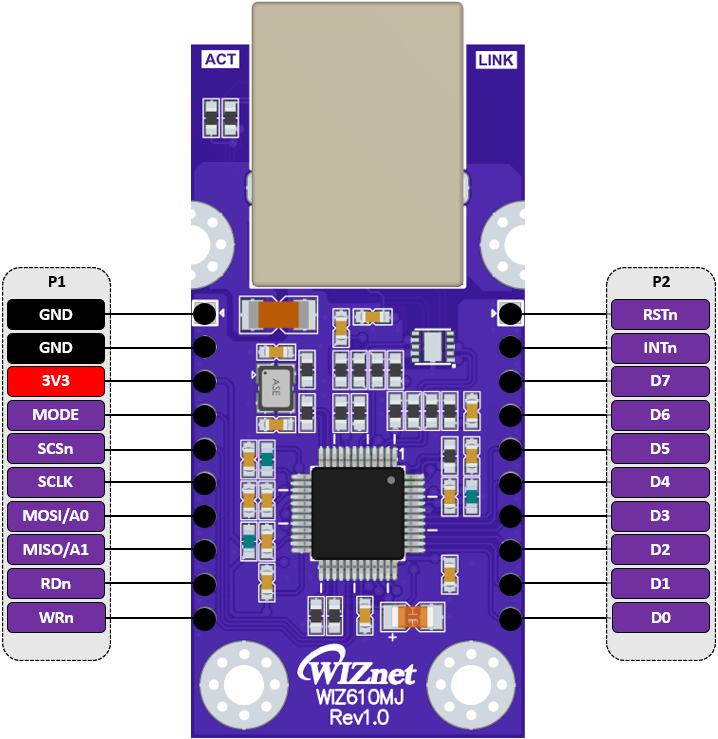 ACT
LINK
P1
GND
GND
3V3
MODE
SCSn
SCLK
MOSI/A0
MISO/A1
RDn
WRn
P2
RSTn
INTn
D7
D6
D5
D4
D3
D2
D1
D0
ASE
1
+
WIZnet
WIZ610MJ
Rev1.0